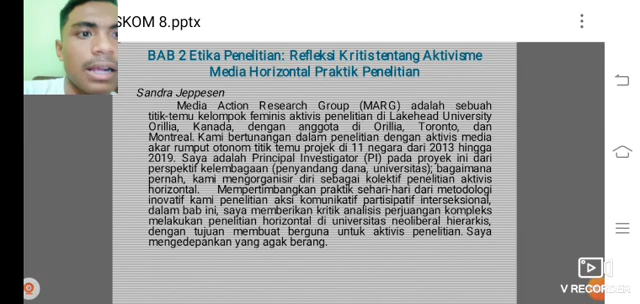 SKOM 8.pptx
BAB 2 Etika Penelitian: Refleksi Kritis tentang Aktivisme
Media Horizontal Praktik Penelitian
Sandra Jeppesen
Media Action Research Group (MARG) adalah sebuah
titik-temu kelompok feminis aktivis penelitian di Lakehead University
Orillia, Kanada, dengan anggota di Orillia, Toronto, dan
Montreal. Kami bertunangan dalam penelitian dengan aktivis media
akar rumput otonom titik temu projek di 11 negara dari 2013 hingga
2019. Saya adalah Principal Investigator (PI) pada proyek ini dari
perspektif kelembagaan (penyandang dana, universitas); bagaimana
pernah, kami mengorganisir diri sebagai kolektif penelitian aktivis
horizontal. Mempertimbangkan praktik sehari-hari dari metodologi
inovatif kami penelitian aksi komunikatif partisipatif interseksional,
dalam bab ini, saya memberikan kritik analisis perjuangan kompleks
melakukan penelitian horizontal di universitas neoliberal hierarkis,
dengan tujuan membuat berguna untuk aktivis penelitian. Saya
mengedepankan yang agak berang.
V RECORDER